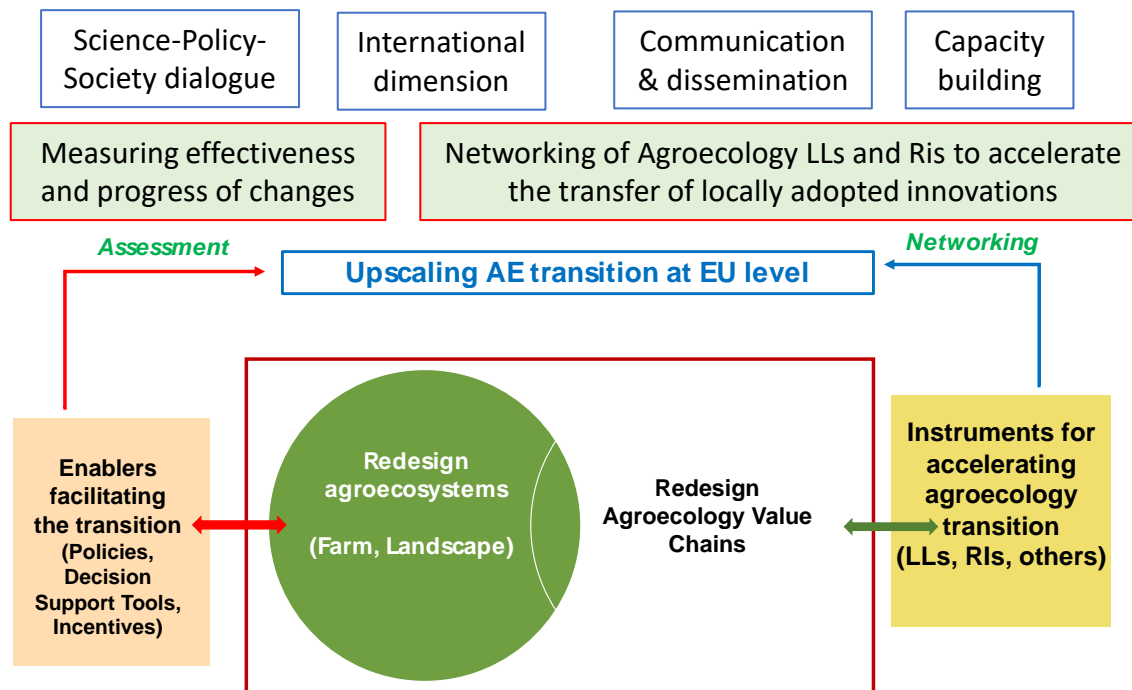 Science-Policy-
Society dialogue
International
dimension
Communication
& dissemination
Capacity
building
Measuring effectiveness
and progress of changes
Networking of Agroecology LLs and Ris to accelerate
the transfer of locally adopted innovations
Assessment
Networking
Upscaling AE transition at EU level
Enablers
facilitating
the transition
(Policies,
Decision
Support Tools,
Incentives)
Redesign
agroecosystems
(Farm, Landscape)
Redesign
Agroecology Value
Chains
Instruments for
accelerating
agroecology
transition
(LLs, RIs, others)